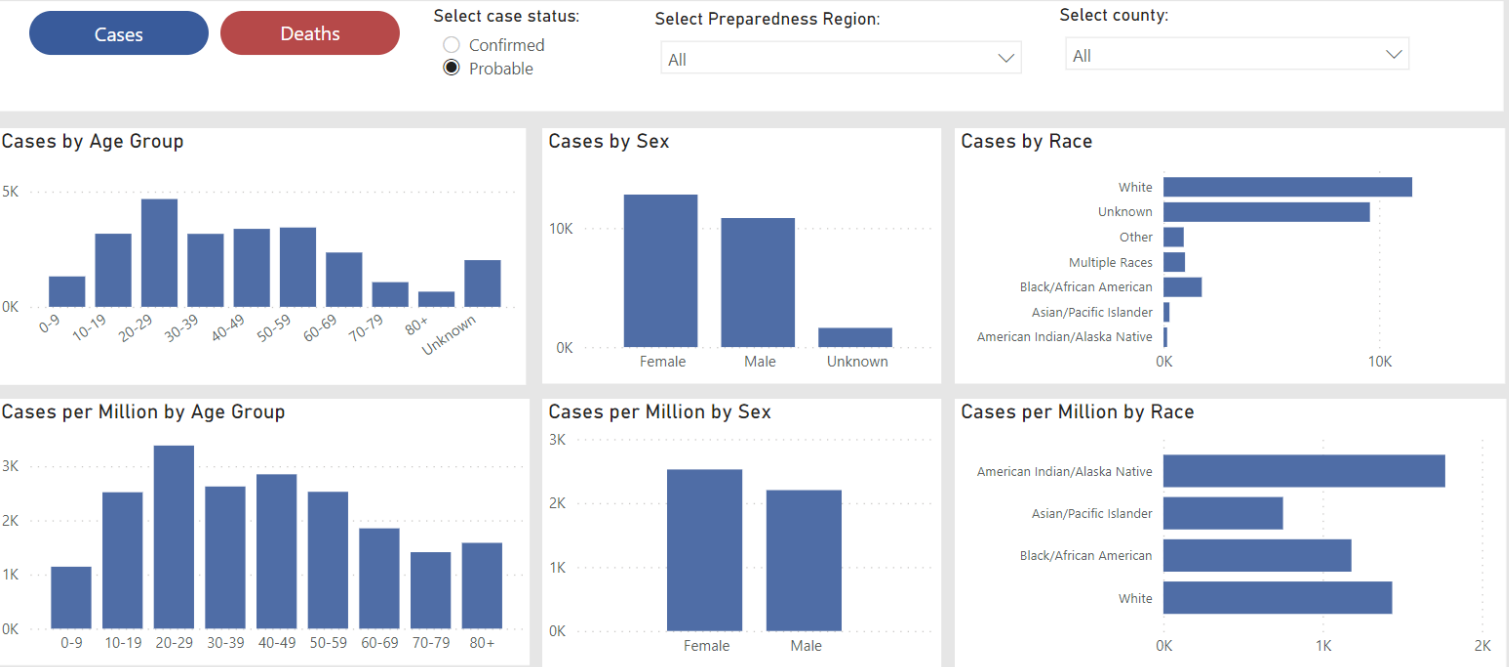 Cases
Deaths
Select case status:
Confirmed
Probable
Select Preparedness Region:
All
Select county:
All
Cases by Age Group
5K
0K
0-9
10-19
20-29
30-39
40-49
50-59
60-69
70-79
80+
Unknown
Cases by Sex
10K
0K
Female
Male
Unknown
Cases by Race
White
Unknown
Other
Multiple Races
Black/African American
Asian/Pacific Islander
American Indian/Alaska Native
0K
10K
Cases per Million by Age Group
3K
2K
1K
0K
0-9
10-19
20-29
30-39
40-49
50-59
60-69
70-79
80+
Cases per Million by Sex
3K
2K
1K
0K
Female
Male
Cases per Million by Race
American Indian/Alaska Native
Asian/Pacific Islander
Black/African American
White
0K
1K
2K